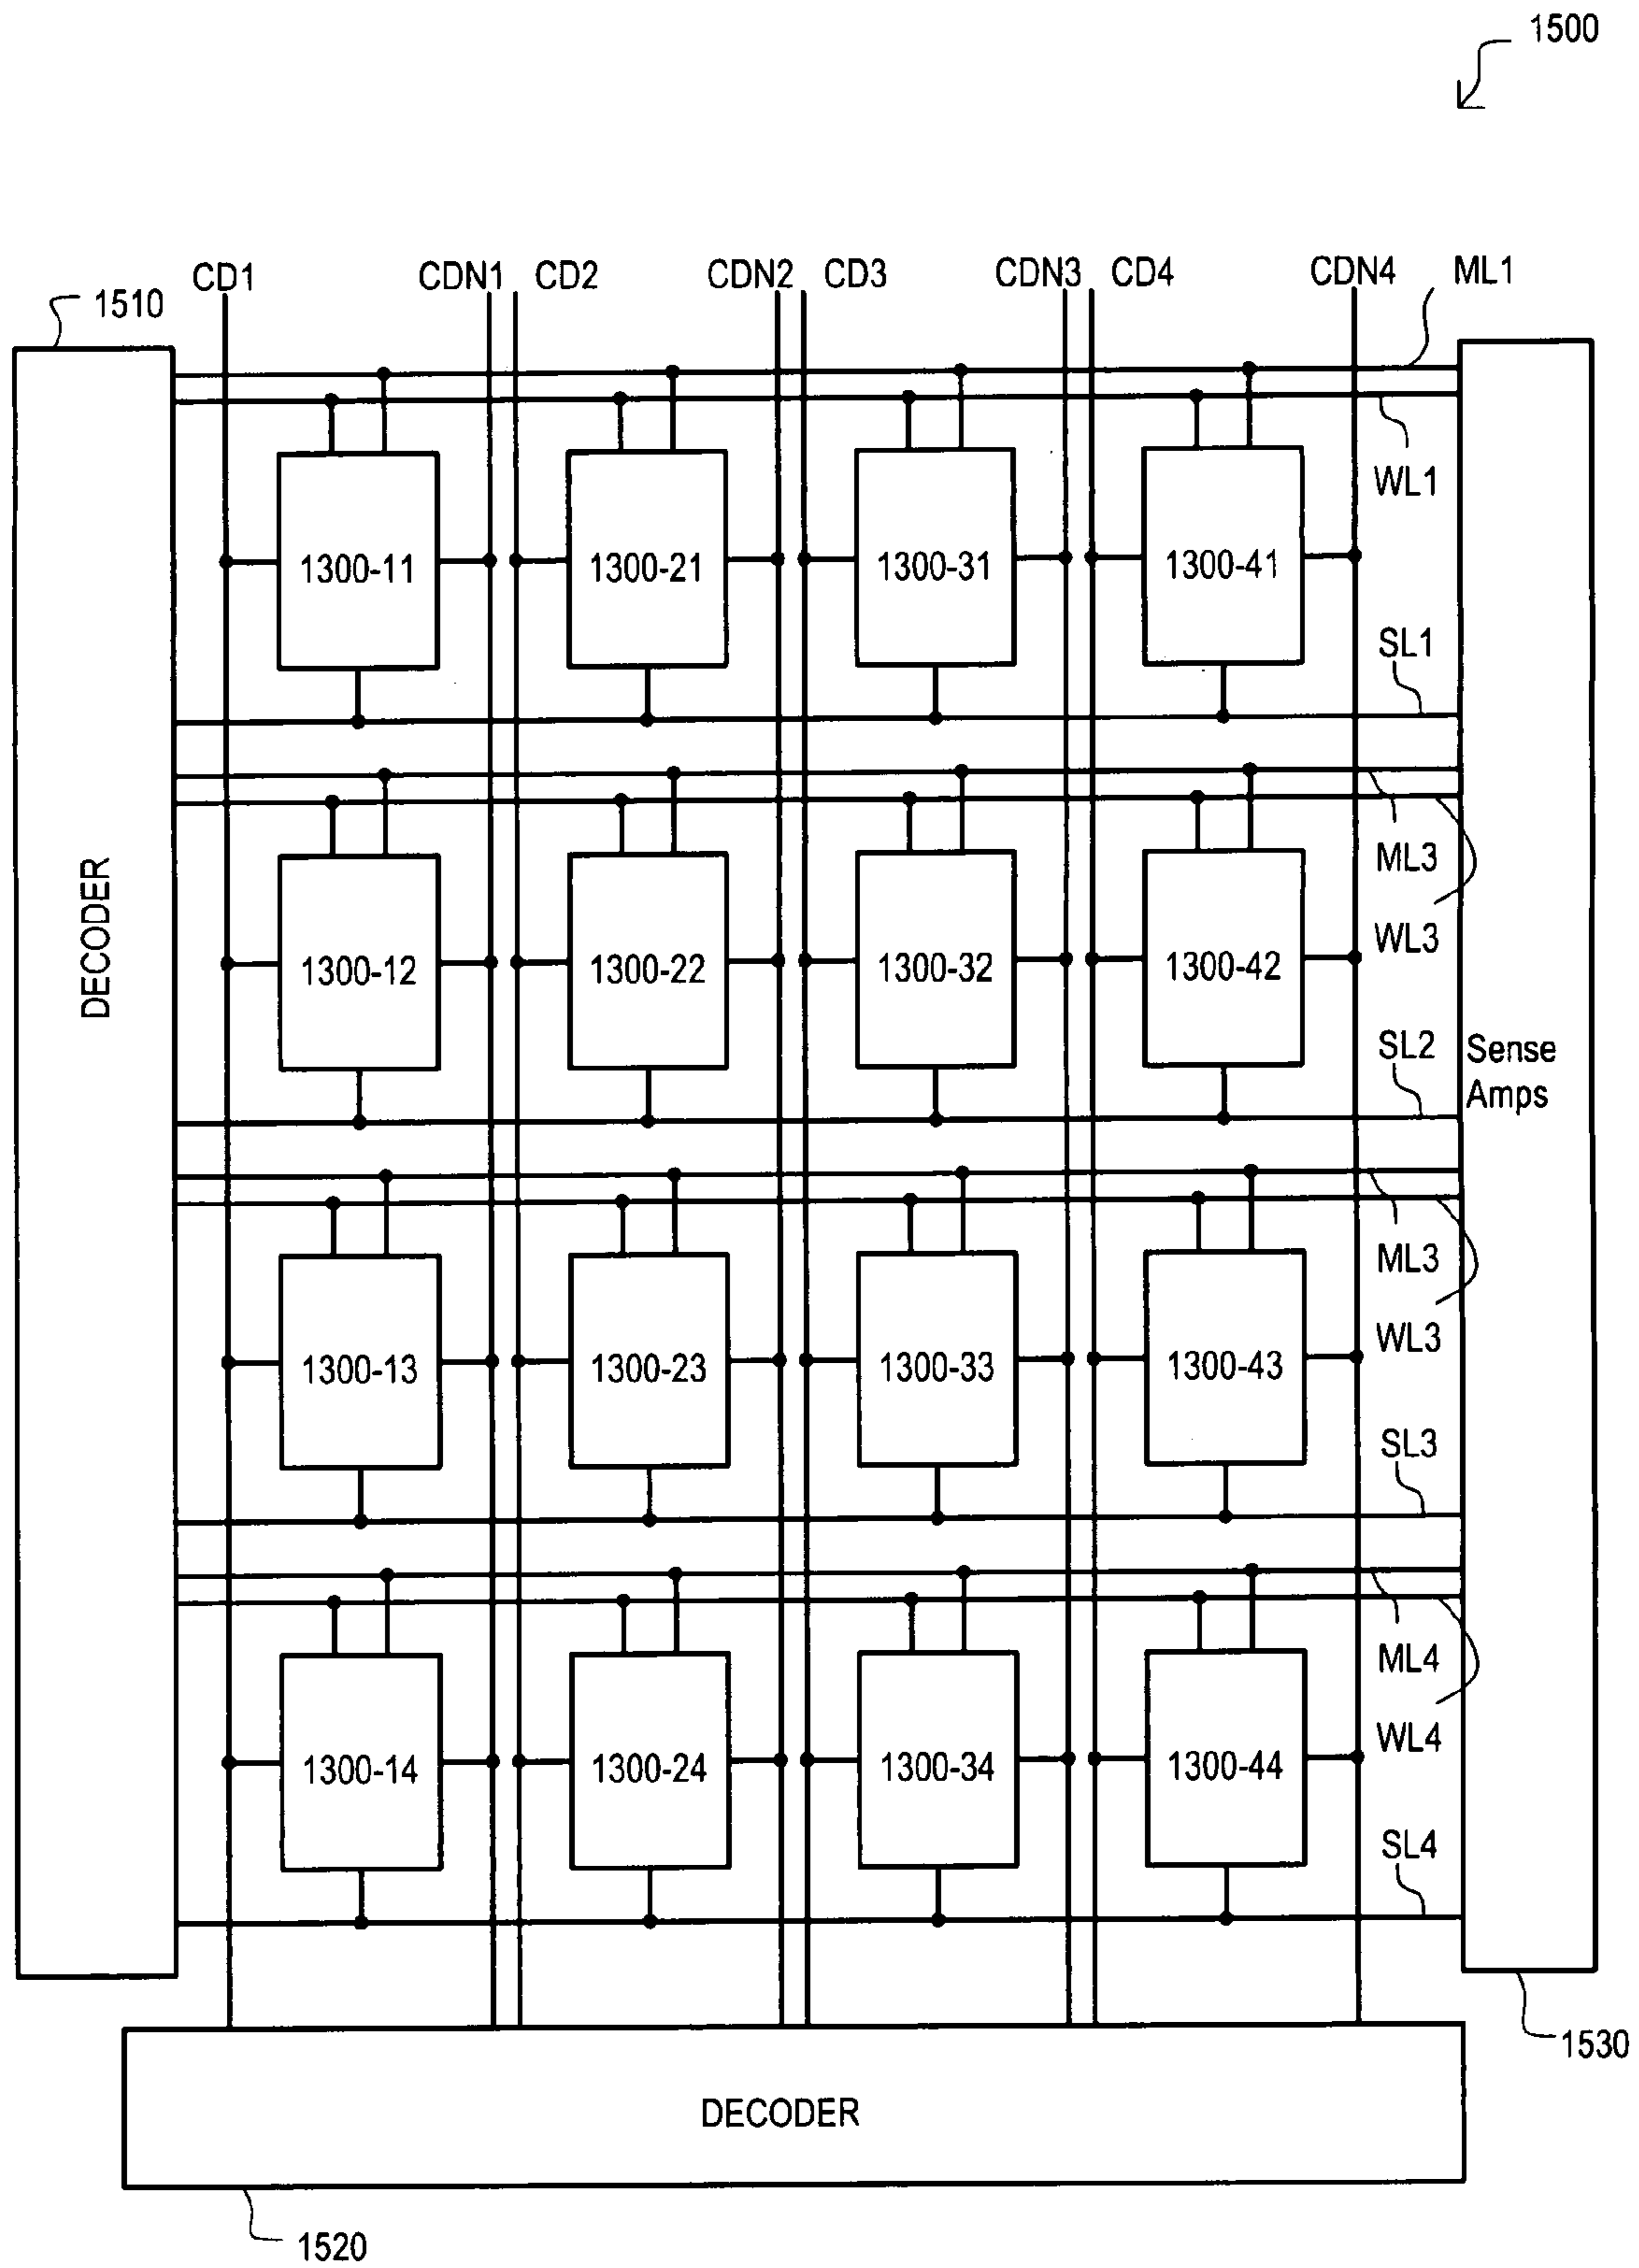 1500
CD1 CDN1 CD2 CDN2 CD3 CDN3 CD4 CDN4 ML1
1510
WL1
1300-11 1300-21 1300-31 1300-41
SL1
ML3
DECODER
WL3
1300-12 1300-22 1300-32 1300-42
SL2
Sense
Amps
ML3
WL3
1300-13 1300-23 1300-33 1300-43
SL3
ML4
WL4
1300-14 1300-24 1300-34 1300-44
SL4
1530
DECODER
1520